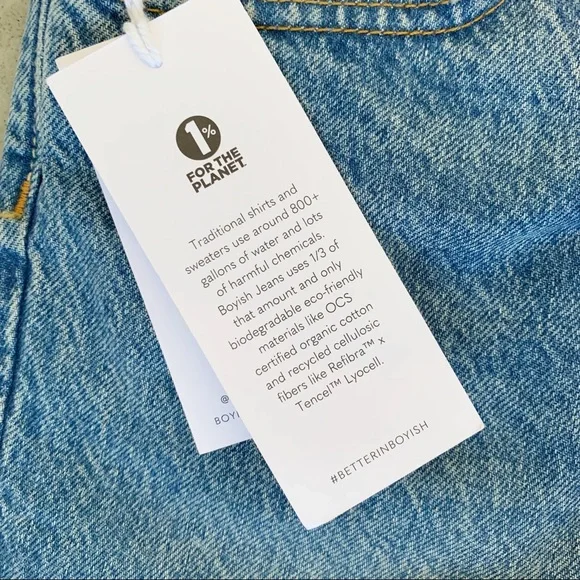 1%
FOR THE
PLANET
Traditional shirts and
sweaters use around 800+
gallons of water and lots
of harmful chemicals.
Boyish Jeans uses 1/3 of
that amount and only
biodegradable eco-friendly
materials like OCS
certified organic cotton
and recycled cellulosic
fibers like Refibra™ x
Tencel™ Lyocell.
#BETTERINBOYISH
@
BOY